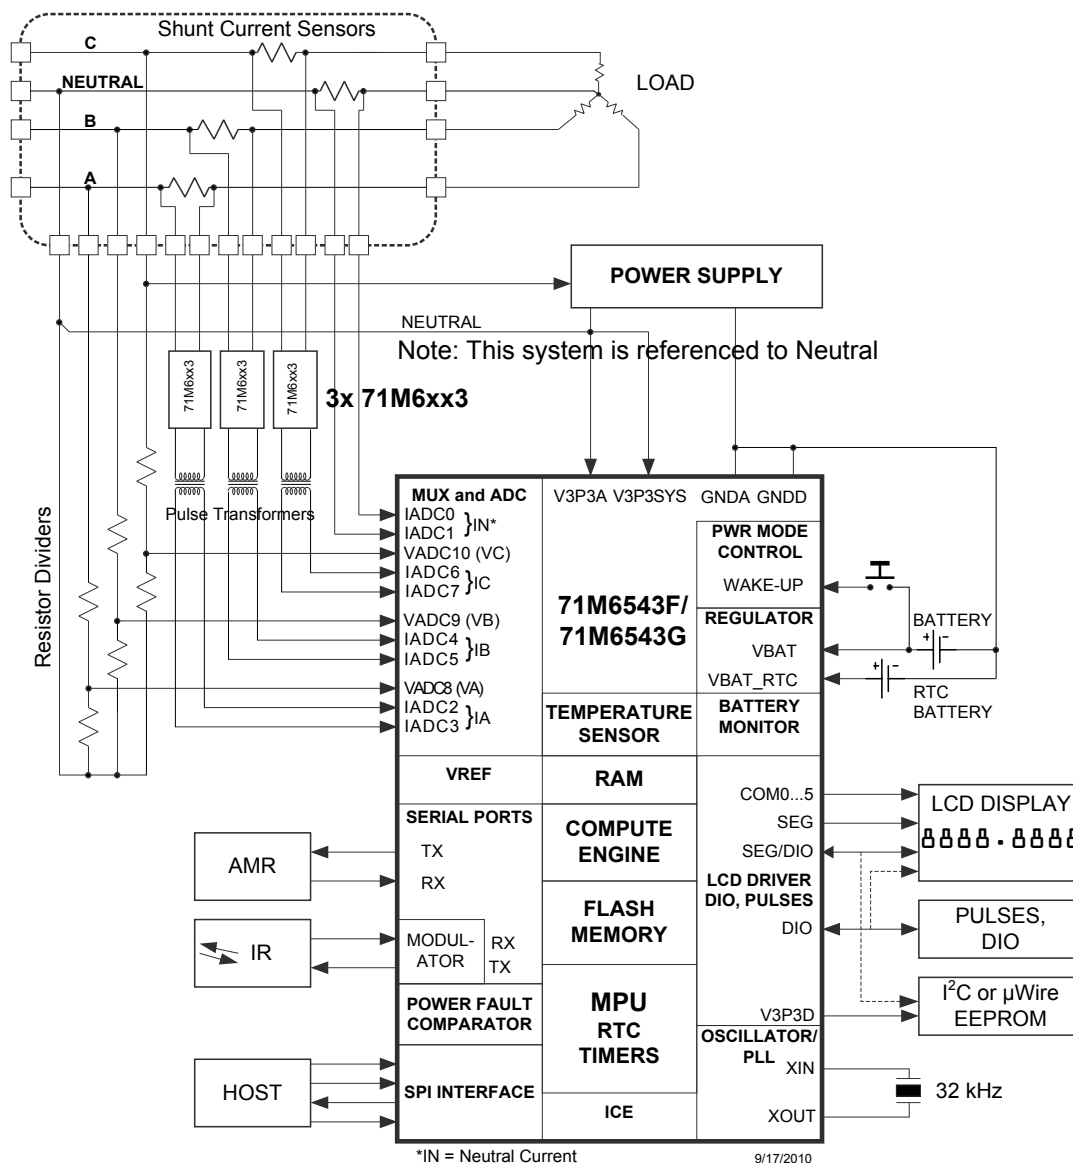 Shunt Current Sensors
C
NEUTRAL
LOAD
B
A
POWER SUPPLY
NEUTRAL
Note: This system is referenced to Neutral
71M6xx3
71M6xx3
71M6xx3
3x 71M6xx3
Resistor Dividers
Pulse Transformers
MUX and ADC
IADC0
IADC1
}IN*
VADC10 (VC)
IADC6
IADC7
}IC
VADC9 (VB)
IADC4
IADC5
}IB
VADC8 (VA)
IADC2
IADC3
}IA
V3P3A V3P3SYS GNDA GNDD
PWR MODE
CONTROL
WAKE-UP
71M6543F/
71M6543G
REGULATOR
VBAT
VBAT_RTC
BATTERY
+ -
+ -
RTC
BATTERY
TEMPERATURE
SENSOR
BATTERY
MONITOR
VREF
RAM
SERIAL PORTS
TX
RX
AMR
COMPUTE
ENGINE
COM0...5
SEG
SEG/DIO
LCD DRIVER
DIO, PULSES
DIO
LCD DISPLAY
8888.8888
PULSES,
DIO
FLASH
MEMORY
IR
MODUL-
ATOR
RX
TX
I²C or µWire
EEPROM
V3P3D
POWER FAULT
COMPARATOR
MPU
RTC
TIMERS
OSCILLATOR/
PLL
XIN
XOUT
32 kHz
HOST
SPI INTERFACE
ICE
*IN = Neutral Current
9/17/2010